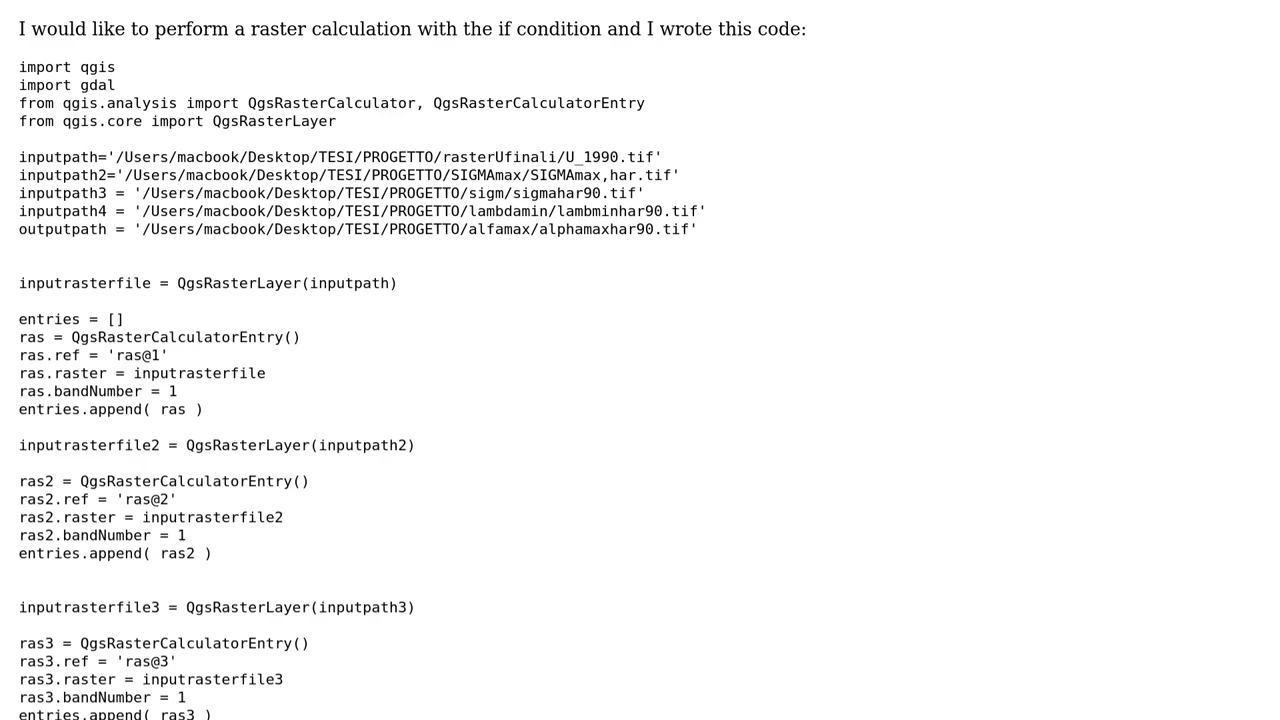 I would like to perform a raster calculation with the if condition and I wrote this code:
import qgis
import gdal
from qgis.analysis import QgsRasterCalculator, QgsRasterCalculatorEntry
from qgis.core import QgsRasterLayer
inputpath='/Users/macbook/Desktop/TESI/PROGETTO/rasterUfinali/U_1990.tif'
inputpath2='/Users/macbook/Desktop/TESI/PROGETTO/SIGMAmax/SIGMAmax,har.tif'
inputpath3 = '/Users/macbook/Desktop/TESI/PROGETTO/sigm/sigmahar90.tif'
inputpath4 = '/Users/macbook/Desktop/TESI/PROGETTO/lambdamin/lambminhar90.tif'
outputpath = '/Users/macbook/Desktop/TESI/PROGETTO/alfamax/alphamaxhar90.tif'
inputrasterfile = QgsRasterLayer(inputpath)
entries = []
ras = QgsRasterCalculatorEntry()
ras.ref = 'ras@1'
ras.raster = inputrasterfile
ras.bandNumber = 1
entries.append( ras )
inputrasterfile2 = QgsRasterLayer(inputpath2)
ras2 = QgsRasterCalculatorEntry()
ras2.ref = 'ras@2'
ras2.raster = inputrasterfile2
ras2.bandNumber = 1
entries.append( ras2 )
inputrasterfile3 = QgsRasterLayer(inputpath3)
ras3 = QgsRasterCalculatorEntry()
ras3.ref = 'ras@3'
ras3.raster = inputrasterfile3
ras3.bandNumber = 1
entries.append( ras3 )